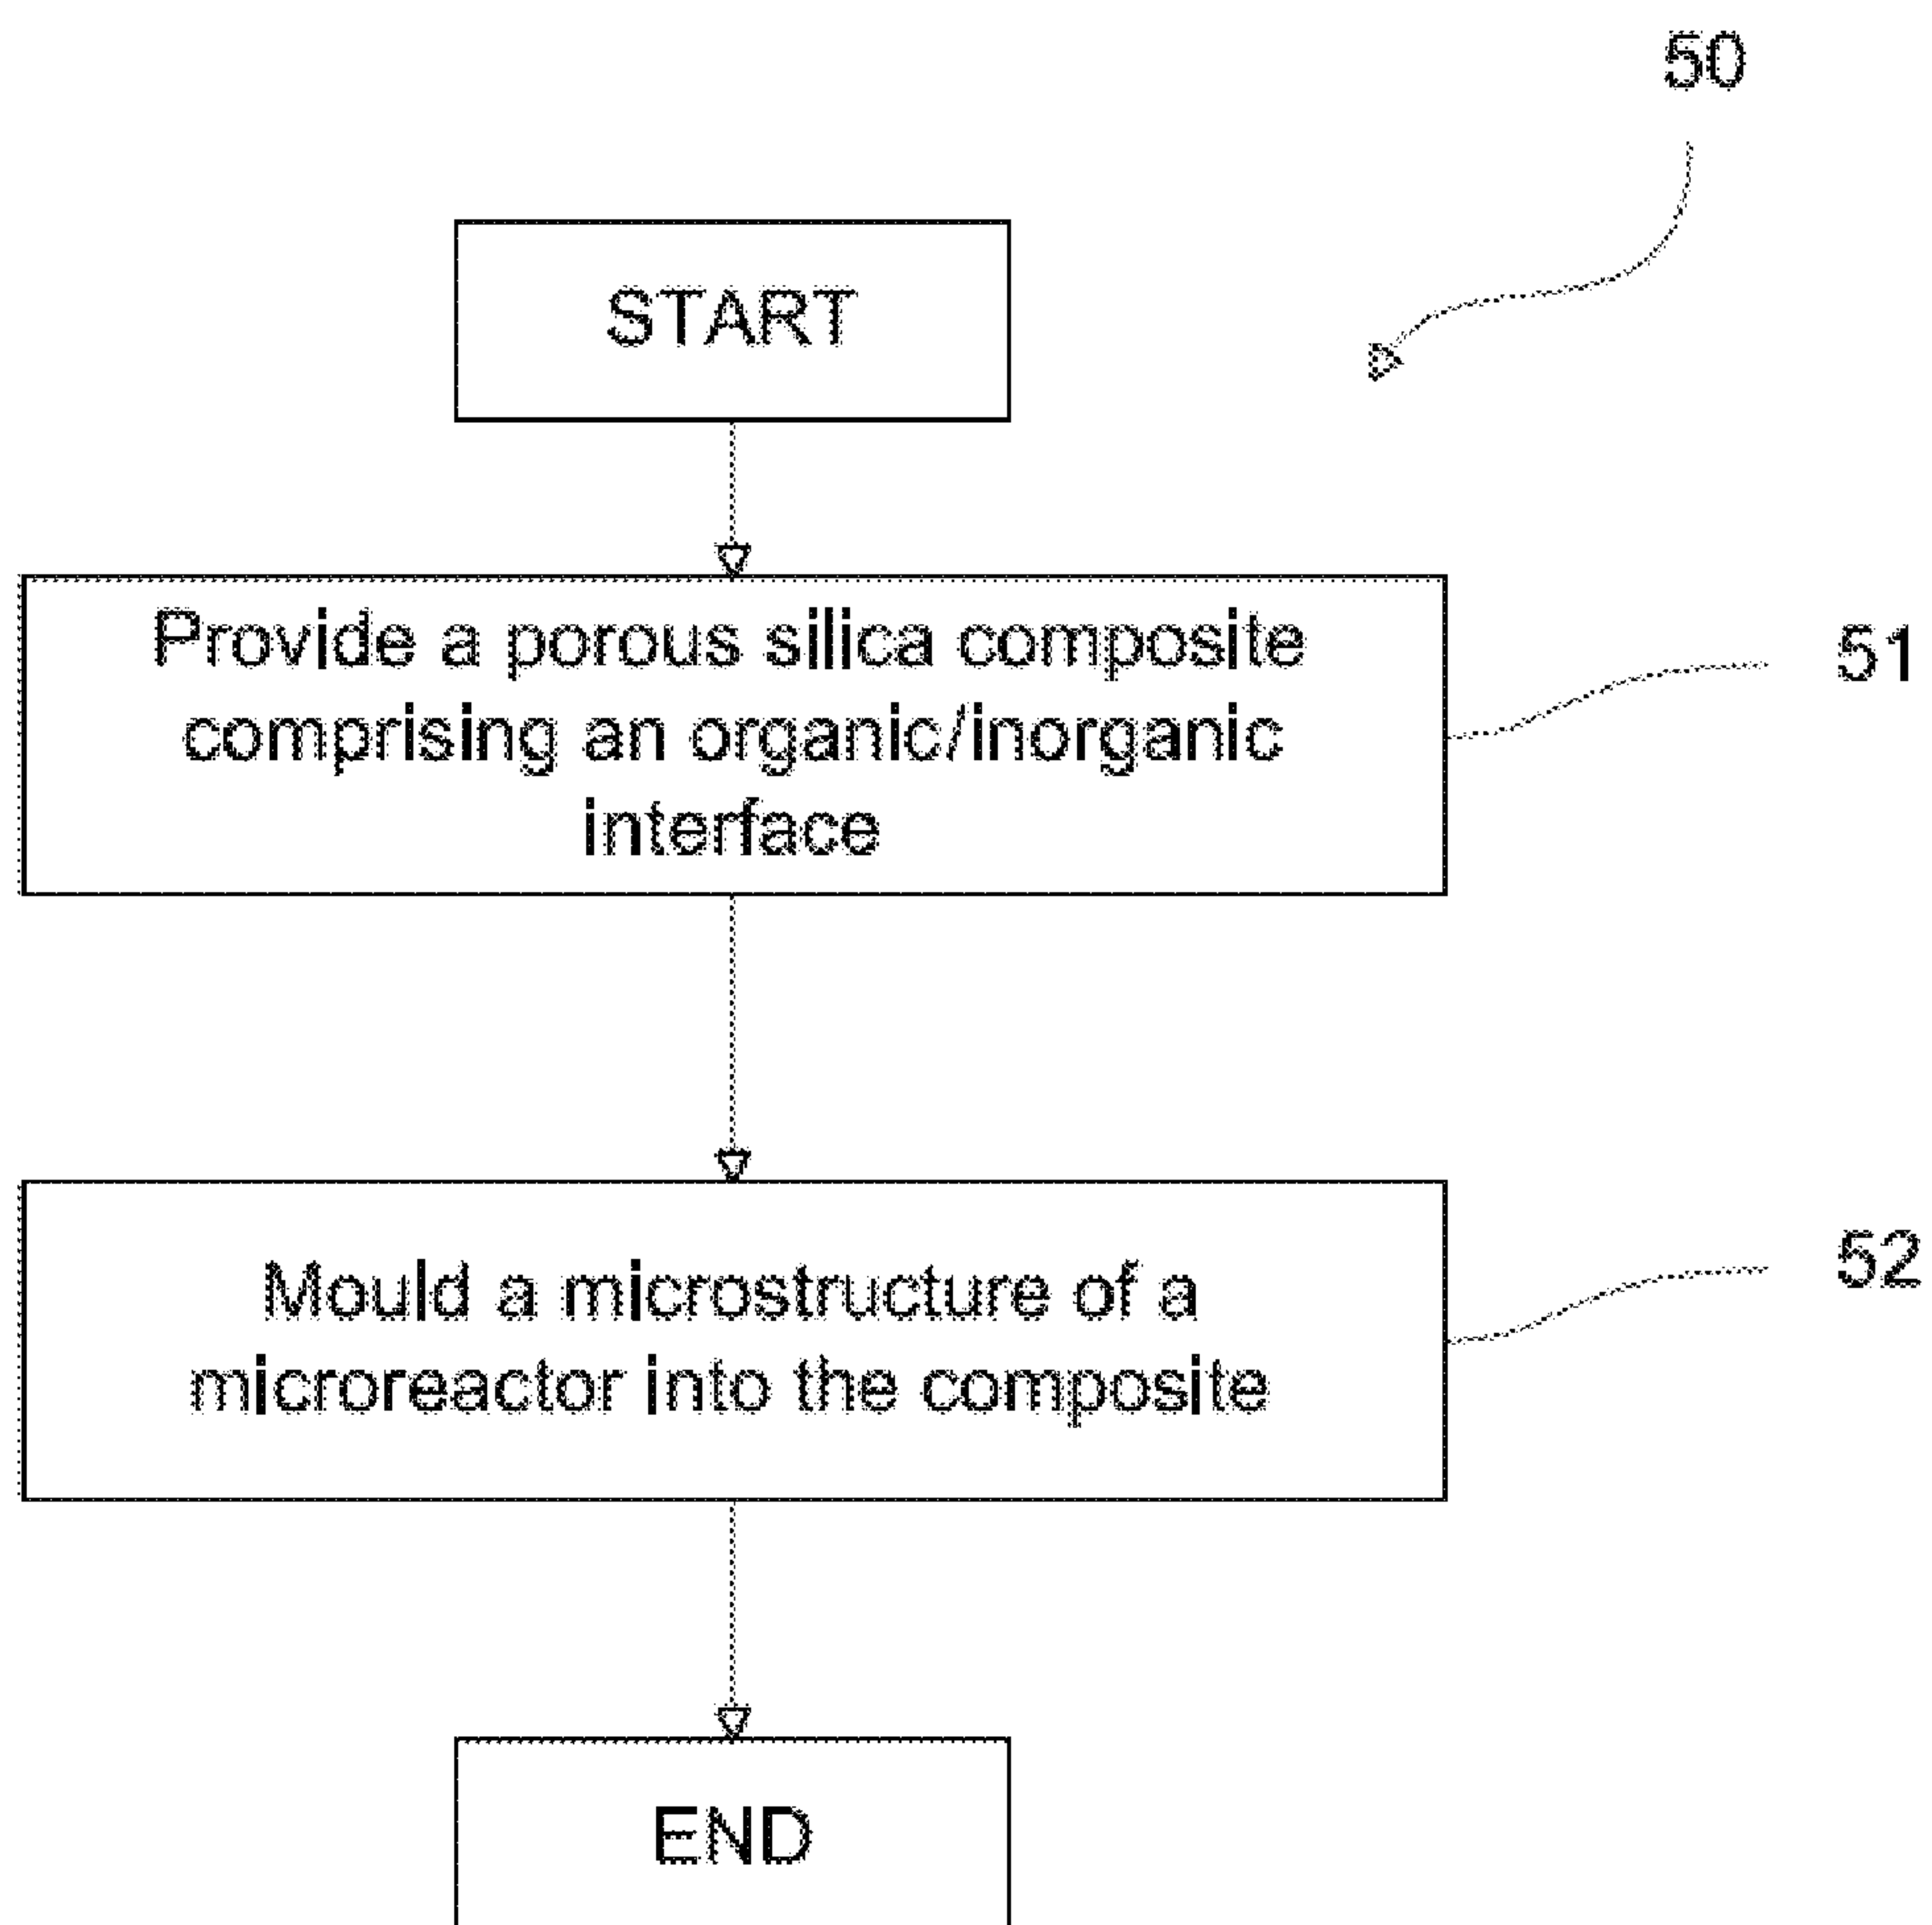 50
START
Provide a porous silica composite
comprising an organic/inorganic
interface
51
Mould a microstructure of a
microreactor into the composite
52
END